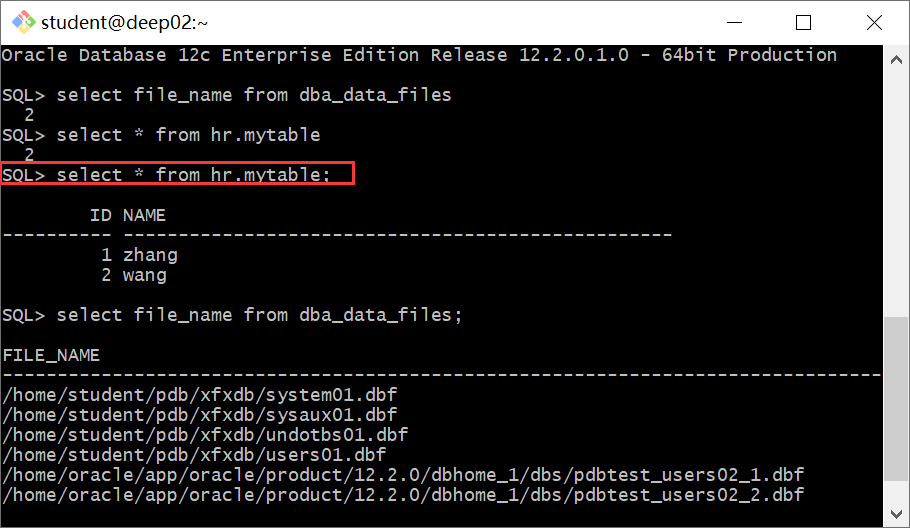 student@deep02:~
Oracle Database 12c Enterprise Edition Release 12.2.0.1.0 - 64bit Production
SQL> select file_name from dba_data_files
  2
SQL> select * from hr.mytable
  2
SQL> select * from hr.mytable;
        ID NAME
---------- --------------------------------------------------
         1 zhang
         2 wang
SQL> select file_name from dba_data_files;
FILE_NAME
--------------------------------------------------------------------------------
/home/student/pdb/xfxdb/system01.dbf
/home/student/pdb/xfxdb/sysaux01.dbf
/home/student/pdb/xfxdb/undotbs01.dbf
/home/student/pdb/xfxdb/users01.dbf
/home/oracle/app/oracle/product/12.2.0/dbhome_1/dbs/pdbtest_users02_1.dbf
/home/oracle/app/oracle/product/12.2.0/dbhome_1/dbs/pdbtest_users02_2.dbf